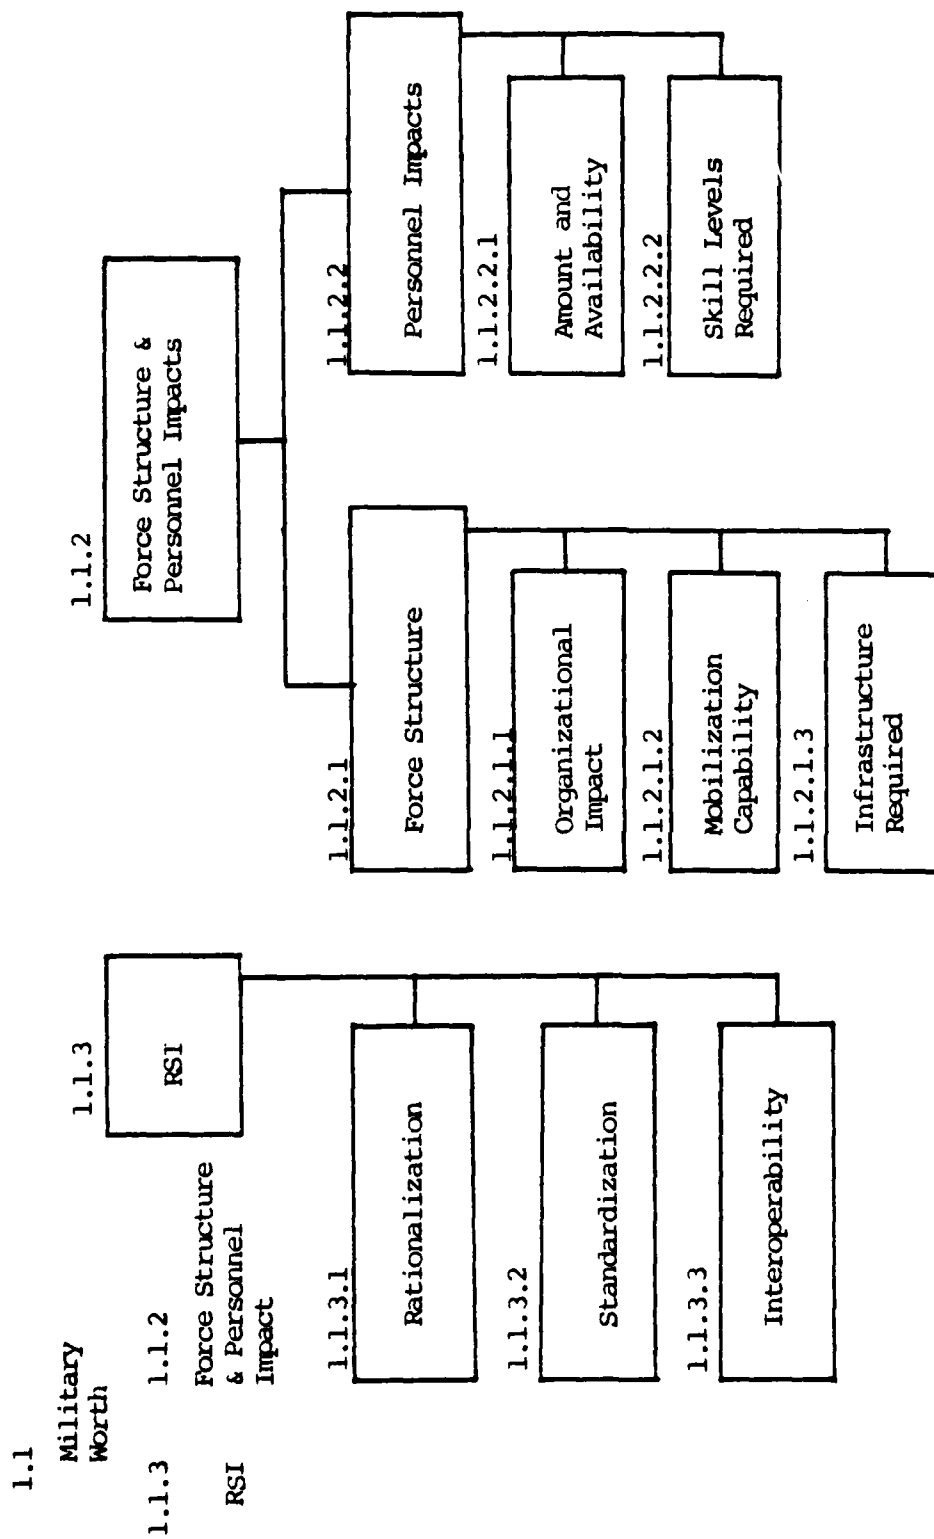 1.1
Military
Worth
1.1.3
RSI
1.1.2
Force Structure
& Personnel
Impact
1.1.3
RSI
1.1.3.1
Rationalization
1.1.3.2
Standardization
1.1.3.3
Interoperability
1.1.2
Force Structure &
Personnel Impacts
1.1.2.1
Force Structure
1.1.2.1.1
Organizational
Impact
1.1.2.1.2
Mobilization
Capability
1.1.2.1.3
Infrastructure
Required
1.1.2.2
Personnel Impacts
1.1.2.2.1
Amount and
Availability
1.1.2.2.2
Skill Levels
Required